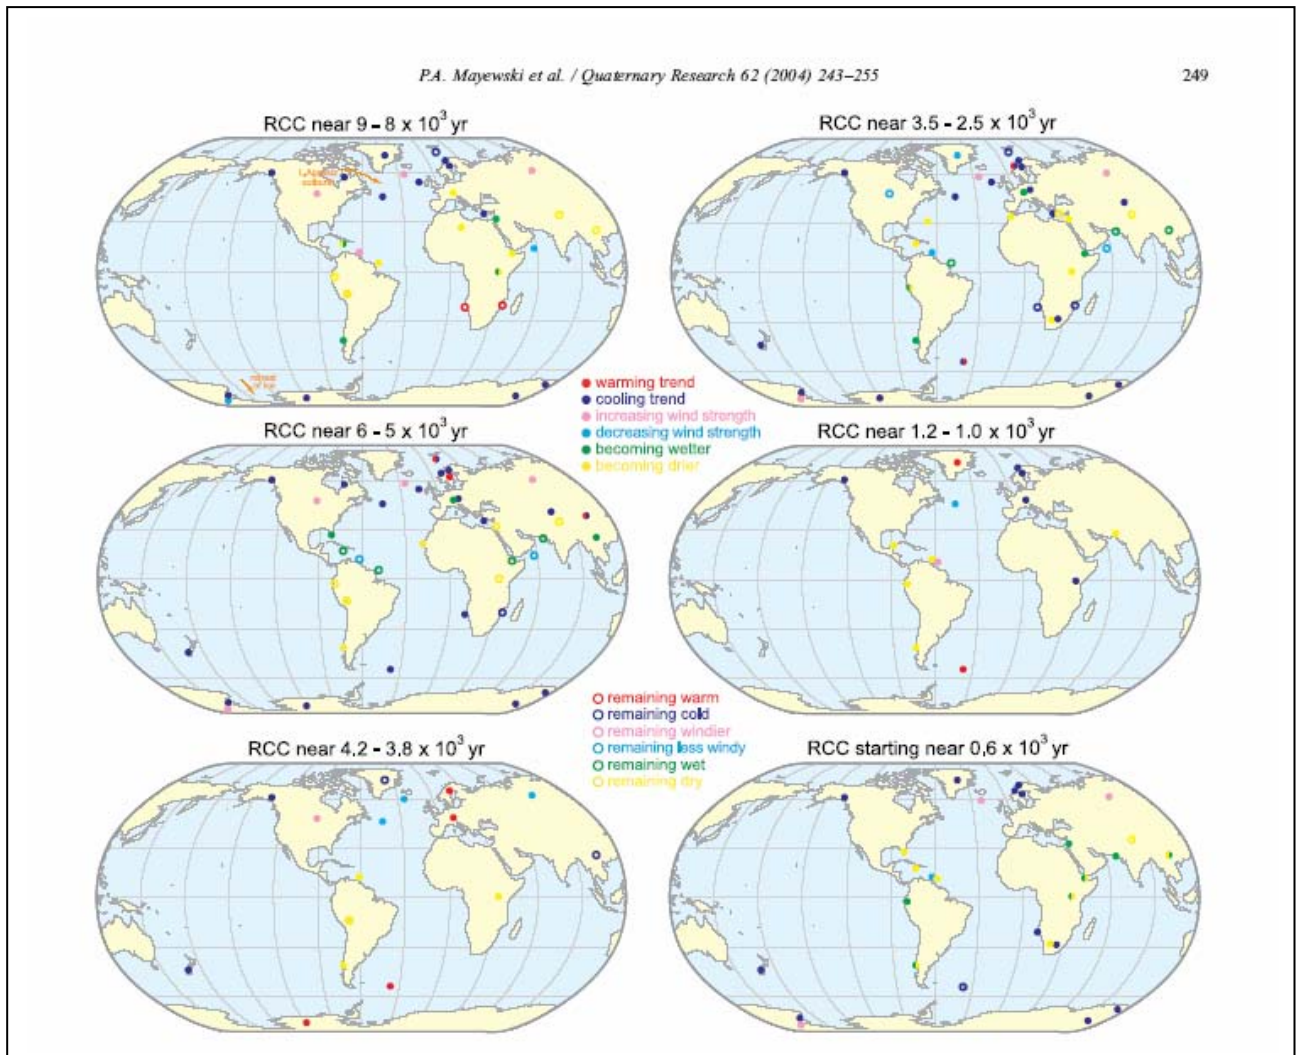 P.A. Mayewski et al. / Quaternary Research 62 (2004) 243–255
249
RCC near 9 – 8 x 10³ yr
RCC near 3.5 - 2.5 x 10³ yr
warming trend
cooling trend
increasing wind strength
decreasing wind strength
becoming wetter
becoming drier
RCC near 6 - 5 x 10³ yr
RCC near 1.2 - 1.0 x 10³ yr
remaining warm
remaining cold
remaining windier
remaining less windy
remaining wet
remaining dry
RCC near 4.2 – 3.8 x 10³ yr
RCC starting near 0,6 x 10³ yr